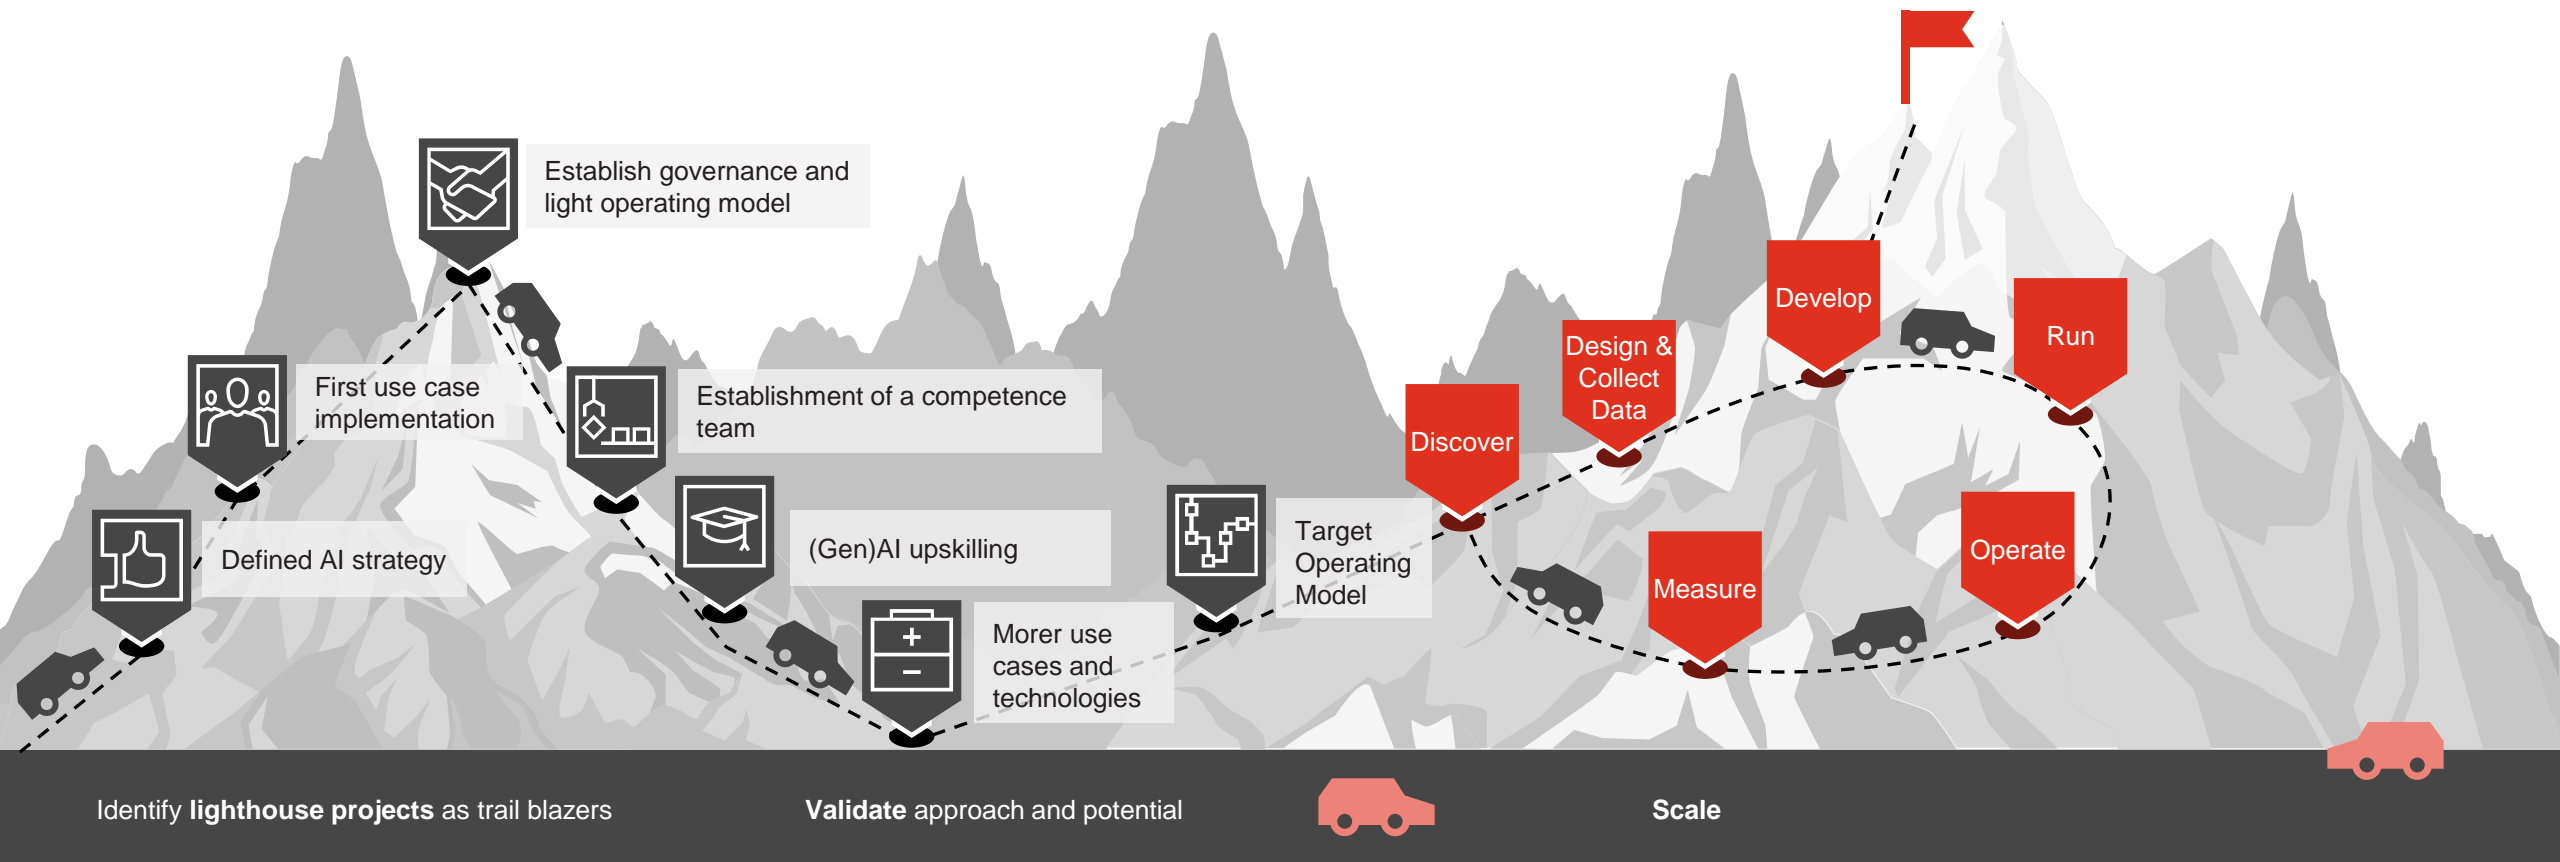 Establish governance and
light operating model
First use case
implementation
Defined AI strategy
Establishment of a competence
team
(Gen)AI upskilling
Morer use
cases and
technologies
Target
Operating
Model
Discover
Design &
Collect
Data
Develop
Run
Operate
Measure
Identify lighthouse projects as trail blazers
Validate approach and potential
Scale